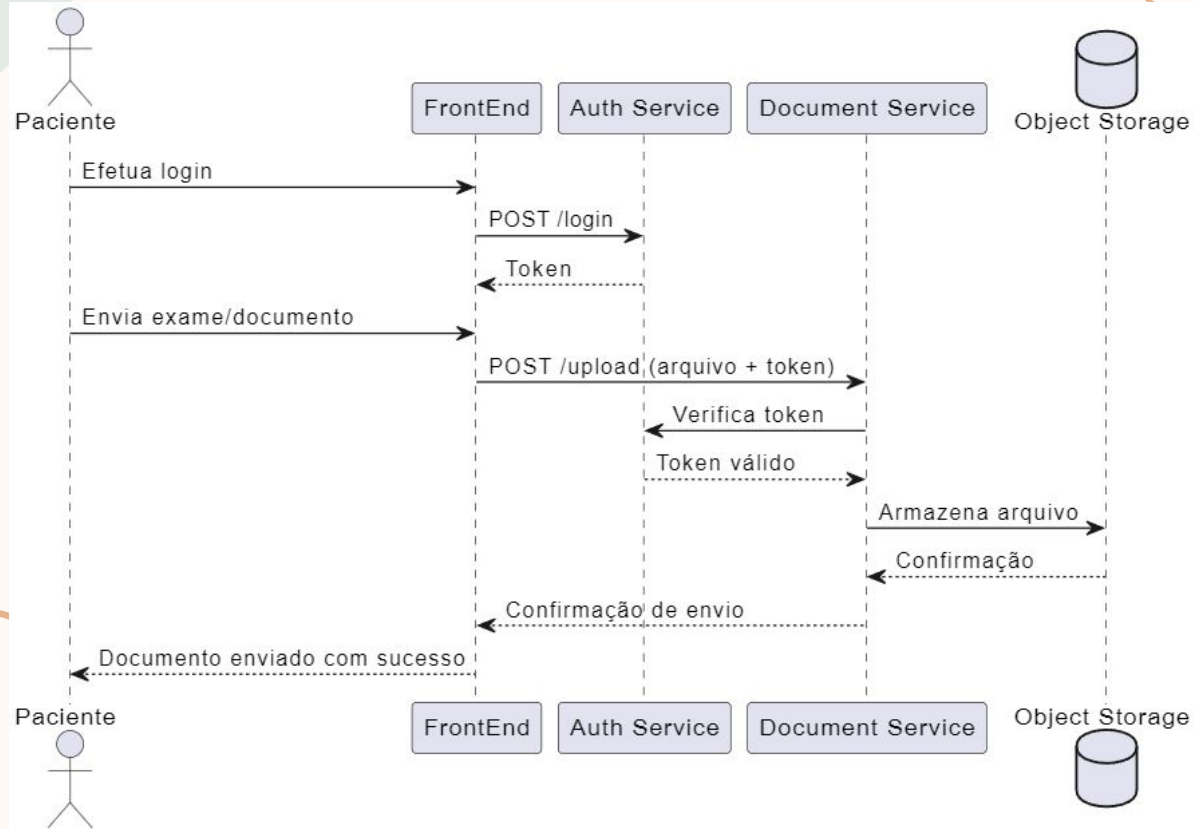 Paciente
FrontEnd
Auth Service
Document Service
Object Storage
Efetua login
POST /login
Token
Envia exame/documento
POST /upload (arquivo + token)
Verifica token
Token válido
Armazena arquivo
Confirmação
Confirmação de envio
Documento enviado com sucesso
Paciente
FrontEnd
Auth Service
Document Service
Object Storage